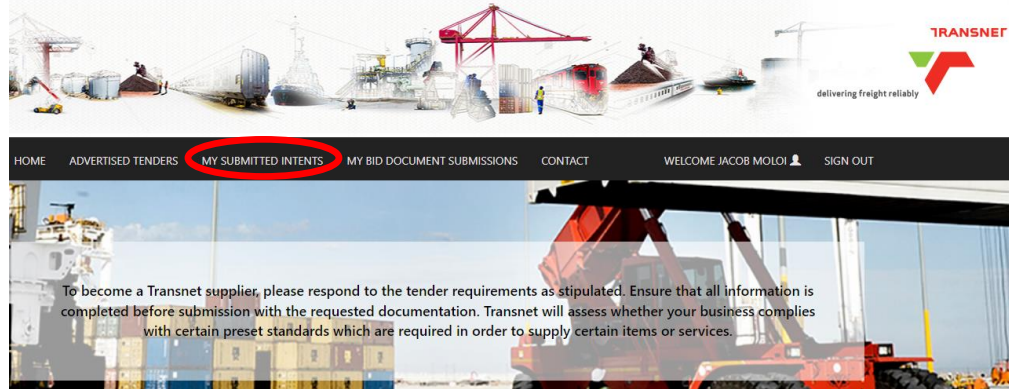 TRANSNET
delivering freight reliably
HOME ADVERTISED TENDERS MY SUBMITTED INTENTS MY BID DOCUMENT SUBMISSIONS CONTACT WELCOME JACOB MOLOI SIGN OUT
To become a Transnet supplier, please respond to the tender requirements as stipulated. Ensure that all information is
completed before submission with the requested documentation. Transnet will assess whether your business complies
with certain preset standards which are required in order to supply certain items or services.